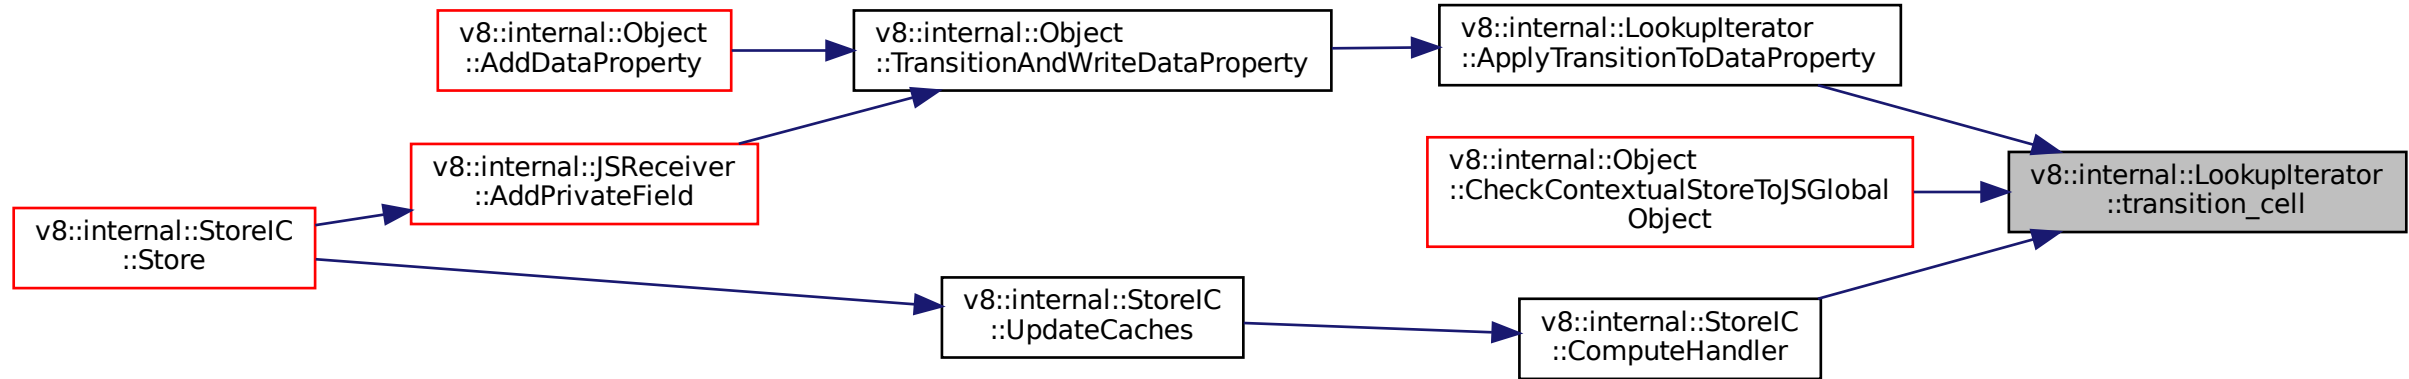 v8::internal::Object
::AddDataProperty
v8::internal::Object
::TransitionAndWriteDataProperty
v8::internal::LookupIterator
::ApplyTransitionToDataProperty
v8::internal::JSReceiver
::AddPrivateField
v8::internal::Object
::CheckContextualStoreToJSGlobal
Object
v8::internal::LookupIterator
::transition_cell
v8::internal::StoreIC
::Store
v8::internal::StoreIC
::UpdateCaches
v8::internal::StoreIC
::ComputeHandler